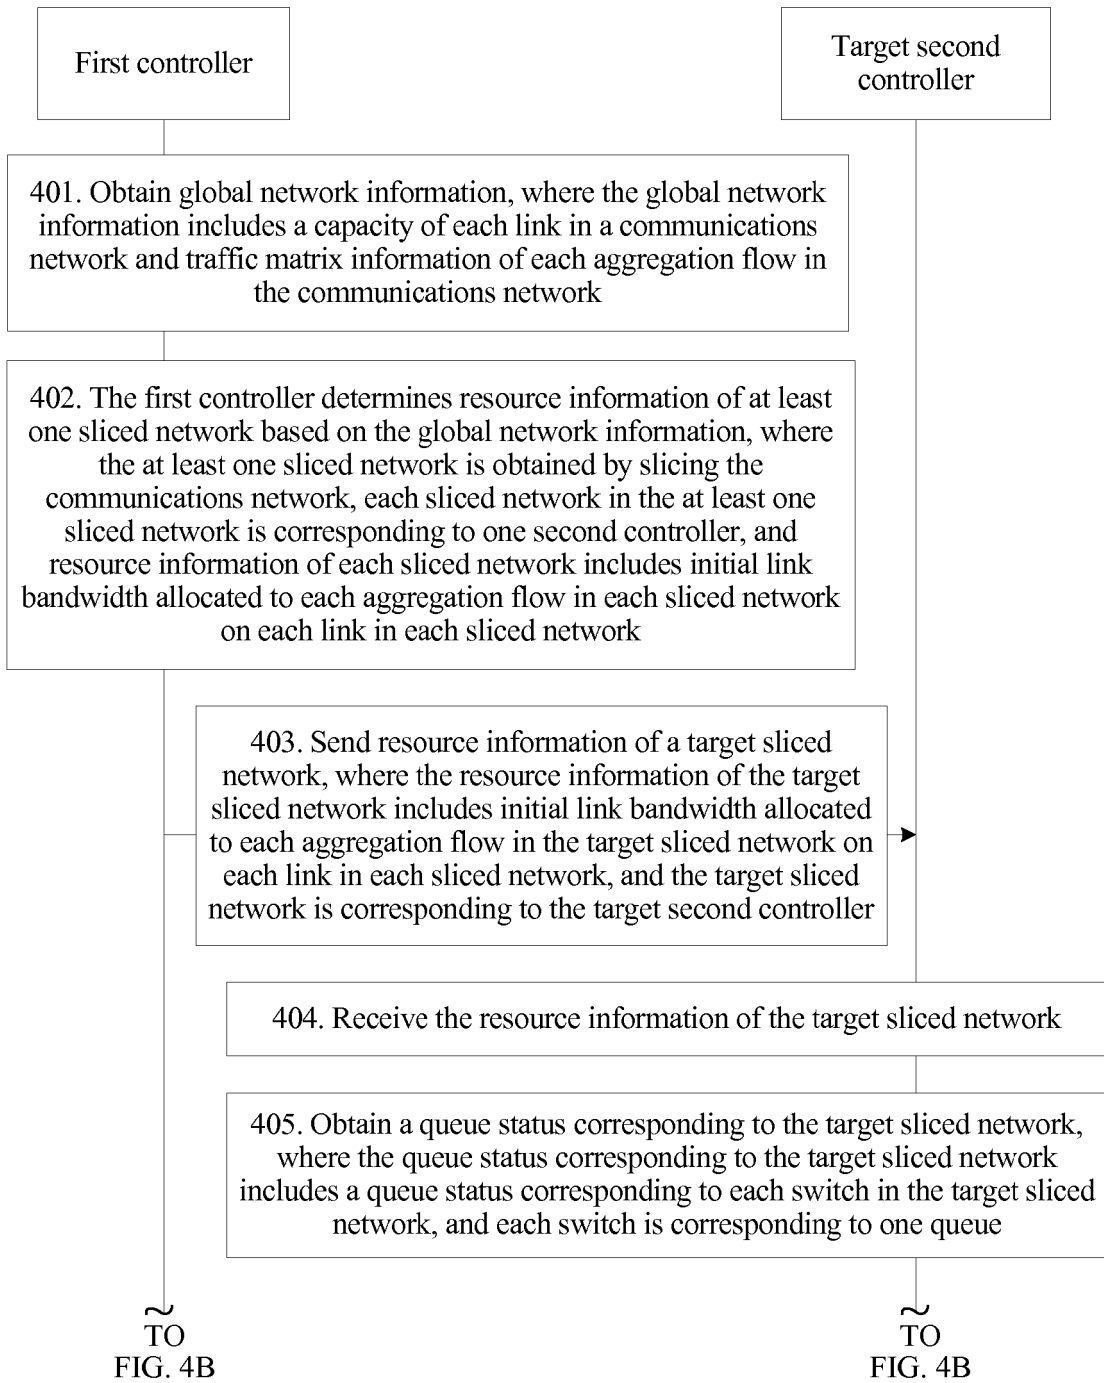 First controller
Target second
controller
401. Obtain global network information, where the global network
information includes a capacity of each link in a communications
network and traffic matrix information of each aggregation flow in
the communications network
402. The first controller determines resource information of at least
one sliced network based on the global network information, where
the at least one sliced network is obtained by slicing the
communications network, each sliced network in the at least one
sliced network is corresponding to one second controller, and
resource information of each sliced network includes initial link
bandwidth allocated to each aggregation flow in each sliced network
on each link in each sliced network
403. Send resource information of a target sliced
network, where the resource information of the target
sliced network includes initial link bandwidth allocated
to each aggregation flow in the target sliced network on
each link in each sliced network, and the target sliced
network is corresponding to the target second controller
404. Receive the resource information of the target sliced network
405. Obtain a queue status corresponding to the target sliced network,
where the queue status corresponding to the target sliced network
includes a queue status corresponding to each switch in the target sliced
network, and each switch is corresponding to one queue
TO
FIG. 4B
TO
FIG. 4B